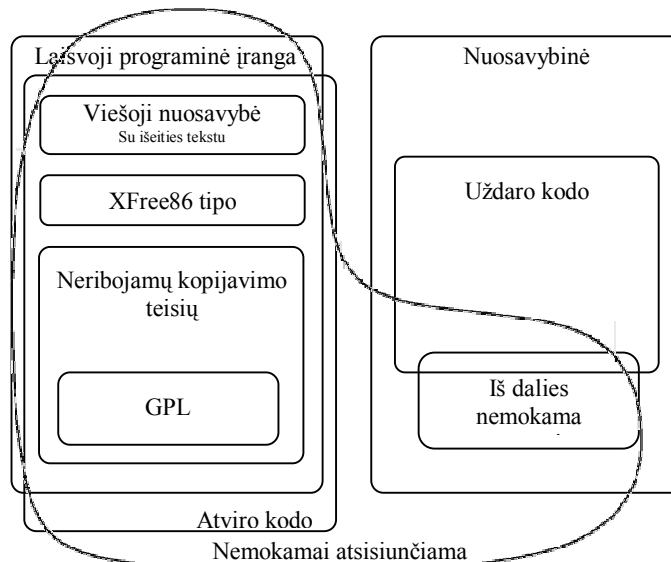 Laisvoji programinė įranga
Viešoji nuosavybė
Su išeities tekstu
XFree86 tipo
Neribojamų kopijavimo
teisių
GPL
Atviro kodo
Nuosavybinė
Uždaro kodo
Iš dalies
nemokama
Nemokamai atsisiunčiama